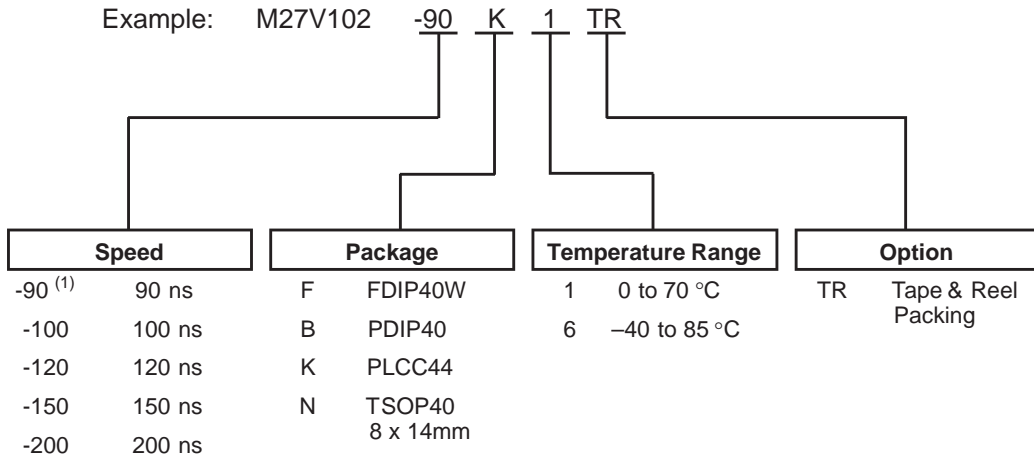 Example: M27V102 -90 K 1 TR
Speed Package Temperature Range Option
-90 (1) 90 ns F FDIP40W 1 0 to 70 °C TR Tape & Reel
Packing
-100 100 ns B PDIP40 6 –40 to 85 °C
-120 120 ns K PLCC44
-150 150 ns N TSOP40
8 x 14mm
-200 200 ns